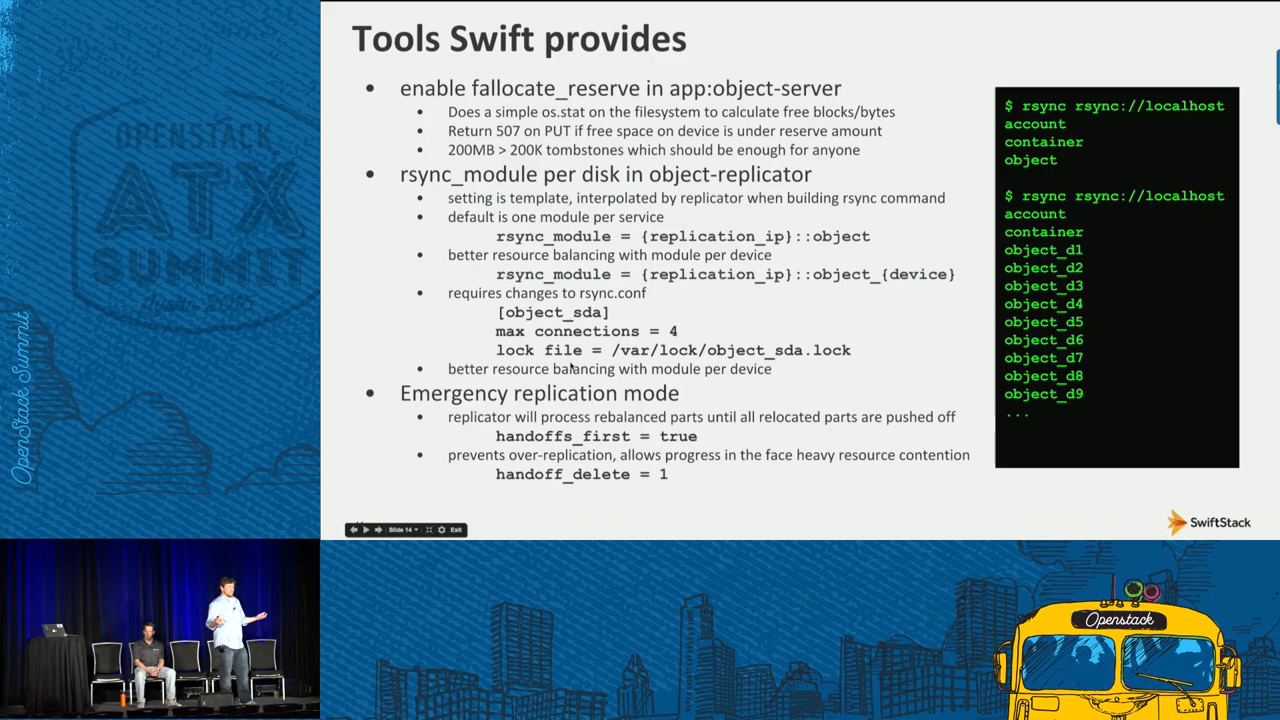 Tools Swift provides
• enable fallocate_reserve in app:object-server
• Does a simple os.stat on the filesystem to calculate free blocks/bytes
• Return 507 on PUT if free space on device is under reserve amount
• 200MB > 200K tombstones which should be enough for anyone
• rsync_module per disk in object-replicator
• setting is template, interpolated by replicator when building rsync command
• default is one module per service
rsync_module = {replication_ip}::object
• better resource balancing with module per device
rsync_module = {replication_ip}::object_{device}
• requires changes to rsync.conf
[object_sda]
max connections = 4
lock file = /var/lock/object_sda.lock
• better resource balancing with module per device
• Emergency replication mode
• replicator will process rebalanced parts until all relocated parts are pushed off
handoffs_first = true
• prevents over-replication, allows progress in the face heavy resource contention
handoff_delete = 1
$ rsync rsync://localhost
account
container
object
$ rsync rsync://localhost
account
container
object_d1
object_d2
object_d3
object_d4
object_d5
object_d6
object_d7
object_d8
object_d9
...
Slide 14
Exit
SwiftStack
OPENSTACK
ATX
SUMMIT
OpenStack Summit
Openstack